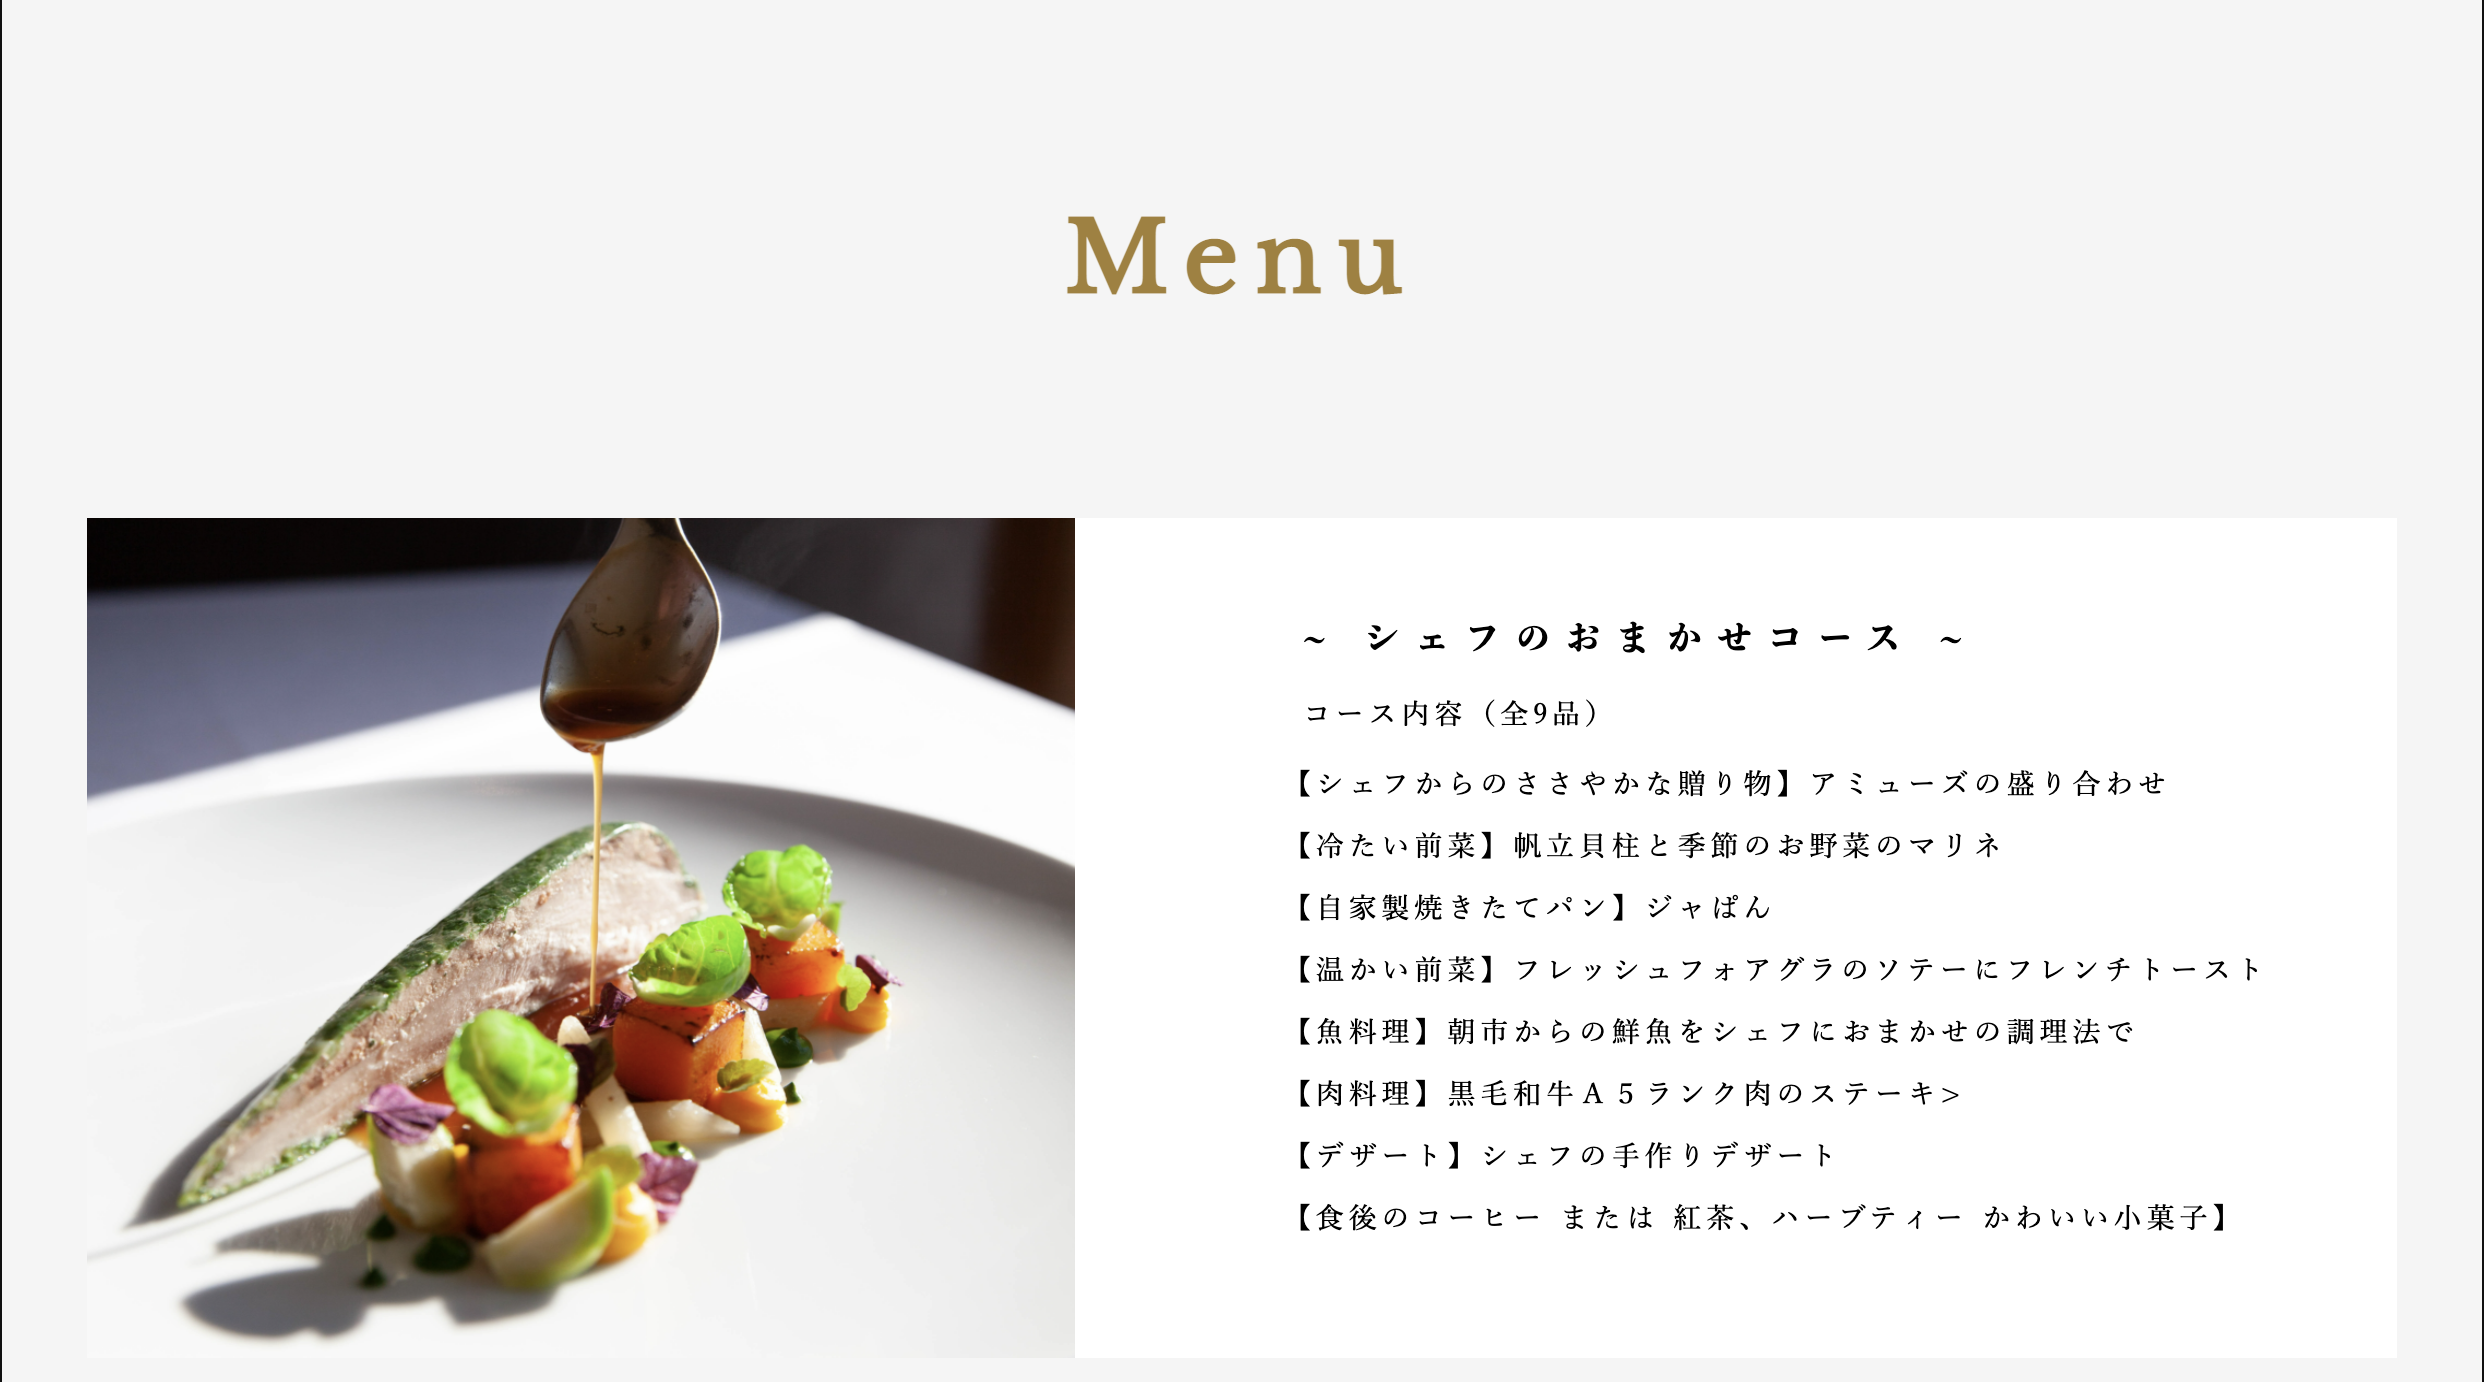 Menu
~ シェフのおまかせコース ~
コース内容（全9品）
【シェフからのささやかな贈り物】アミューズの盛り合わせ
【冷たい前菜】帆立貝柱と季節のお野菜のマリネ
【自家製焼きたてパン】ジャぱん
【温かい前菜】フレッシュフォアグラのソテーにフレンチトースト
【魚料理】朝市からの鮮魚をシェフにおまかせの調理法で
【肉料理】黒毛和牛Ａ５ランク肉のステーキ>
【デザート】シェフの手作りデザート
【食後のコーヒー または 紅茶、ハーブティー かわいい小菓子】